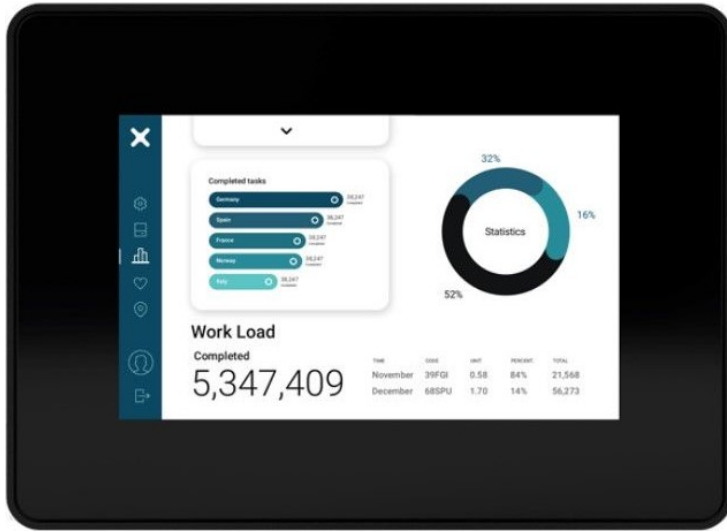 Completed tasks
Germany 38,247
Spain 38,247
France 38,247
Norway 38,247
Italy 38,247
32%
16%
Statistics
52%
Work Load
Completed
5,347,409
TIME CODE UNIT PERCENT. TOTAL
November 39FGI 0.58 84% 21,568
December 68SPU 1.70 14% 56,273